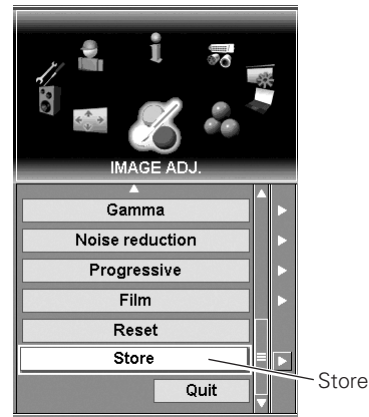 IMAGE ADJ.
Gamma
Noise reduction
Progressive
Film
Reset
Store
Store
Quit